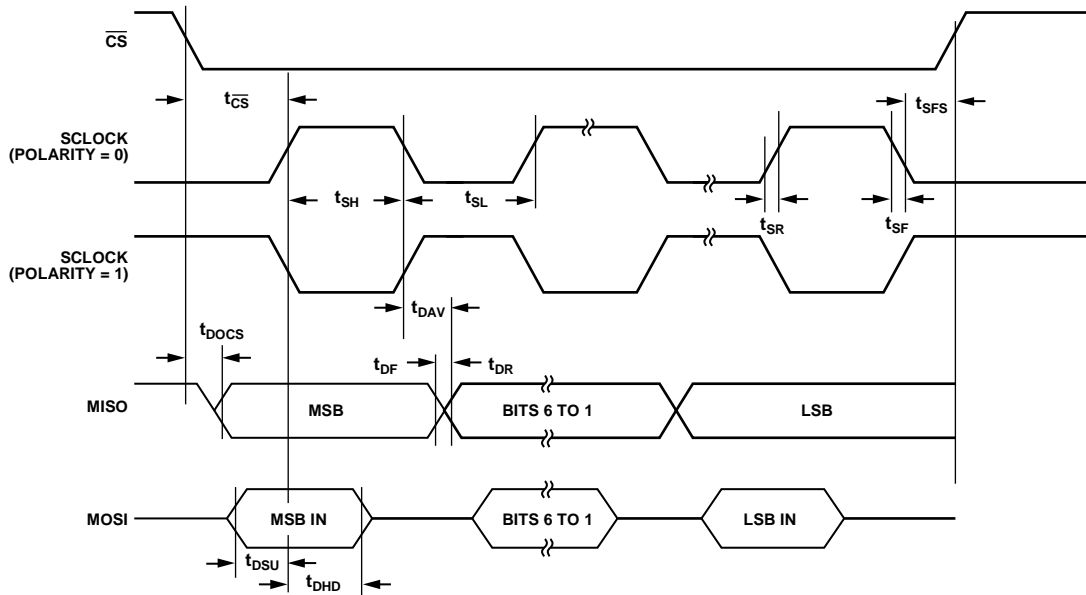 CS
tCS
tSFS
SCLOCK
(POLARITY = 0)
tSH
tSL
tSR
tSF
SCLOCK
(POLARITY = 1)
tDAV
tDOCS
tDF
tDR
MISO
MSB
BITS 6 TO 1
LSB
MOSI
MSB IN
BITS 6 TO 1
LSB IN
tDSU
tDHD